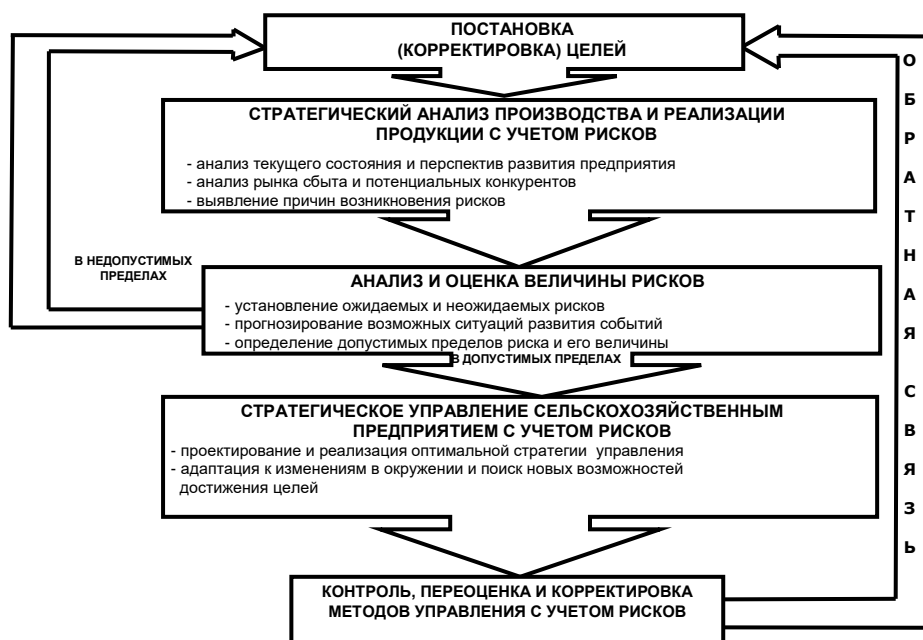 ПОСТАНОВКА
(КОРРЕКТИРОВКА) ЦЕЛЕЙ
СТРАТЕГИЧЕСКИЙ АНАЛИЗ ПРОИЗВОДСТВА И РЕАЛИЗАЦИИ
ПРОДУКЦИИ С УЧЕТОМ РИСКОВ
- анализ текущего состояния и перспектив развития предприятия
- анализ рынка сбыта и потенциальных конкурентов
- выявление причин возникновения рисков
В НЕДОПУСТИМЫХ
ПРЕДЕЛАХ
АНАЛИЗ И ОЦЕНКА ВЕЛИЧИНЫ РИСКОВ
- установление ожидаемых и неожидаемых рисков
- прогнозирование возможных ситуаций развития событий
- определение допустимых пределов риска и его величины
В ДОПУСТИМЫХ ПРЕДЕЛАХ
СТРАТЕГИЧЕСКОЕ УПРАВЛЕНИЕ СЕЛЬСКОХОЗЯЙСТВЕННЫМ
ПРЕДПРИЯТИЕМ С УЧЕТОМ РИСКОВ
- проектирование и реализация оптимальной стратегии управления
- адаптация к изменениям в окружении и поиск новых возможностей
достижения целей
КОНТРОЛЬ, ПЕРЕОЦЕНКА И КОРРЕКТИРОВКА
МЕТОДОВ УПРАВЛЕНИЯ С УЧЕТОМ РИСКОВ
ОБРАТНАЯ СВЯЗЬ